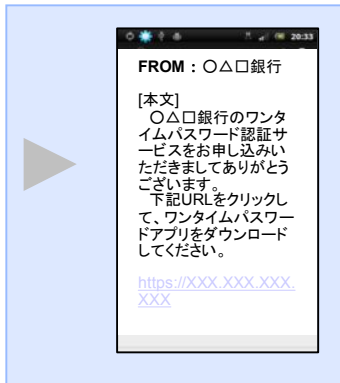 20:33
FROM：○△□銀行
[本文]
○△□銀行のワンタ
イムパスワード認証サ
ービスをお申し込みい
ただきましてありがとう
ございます。
下記URLをクリックし
て、ワンタイムパスワー
ドアプリをダウンロード
してください。
https://XXX.XXX.XXX.
XXX